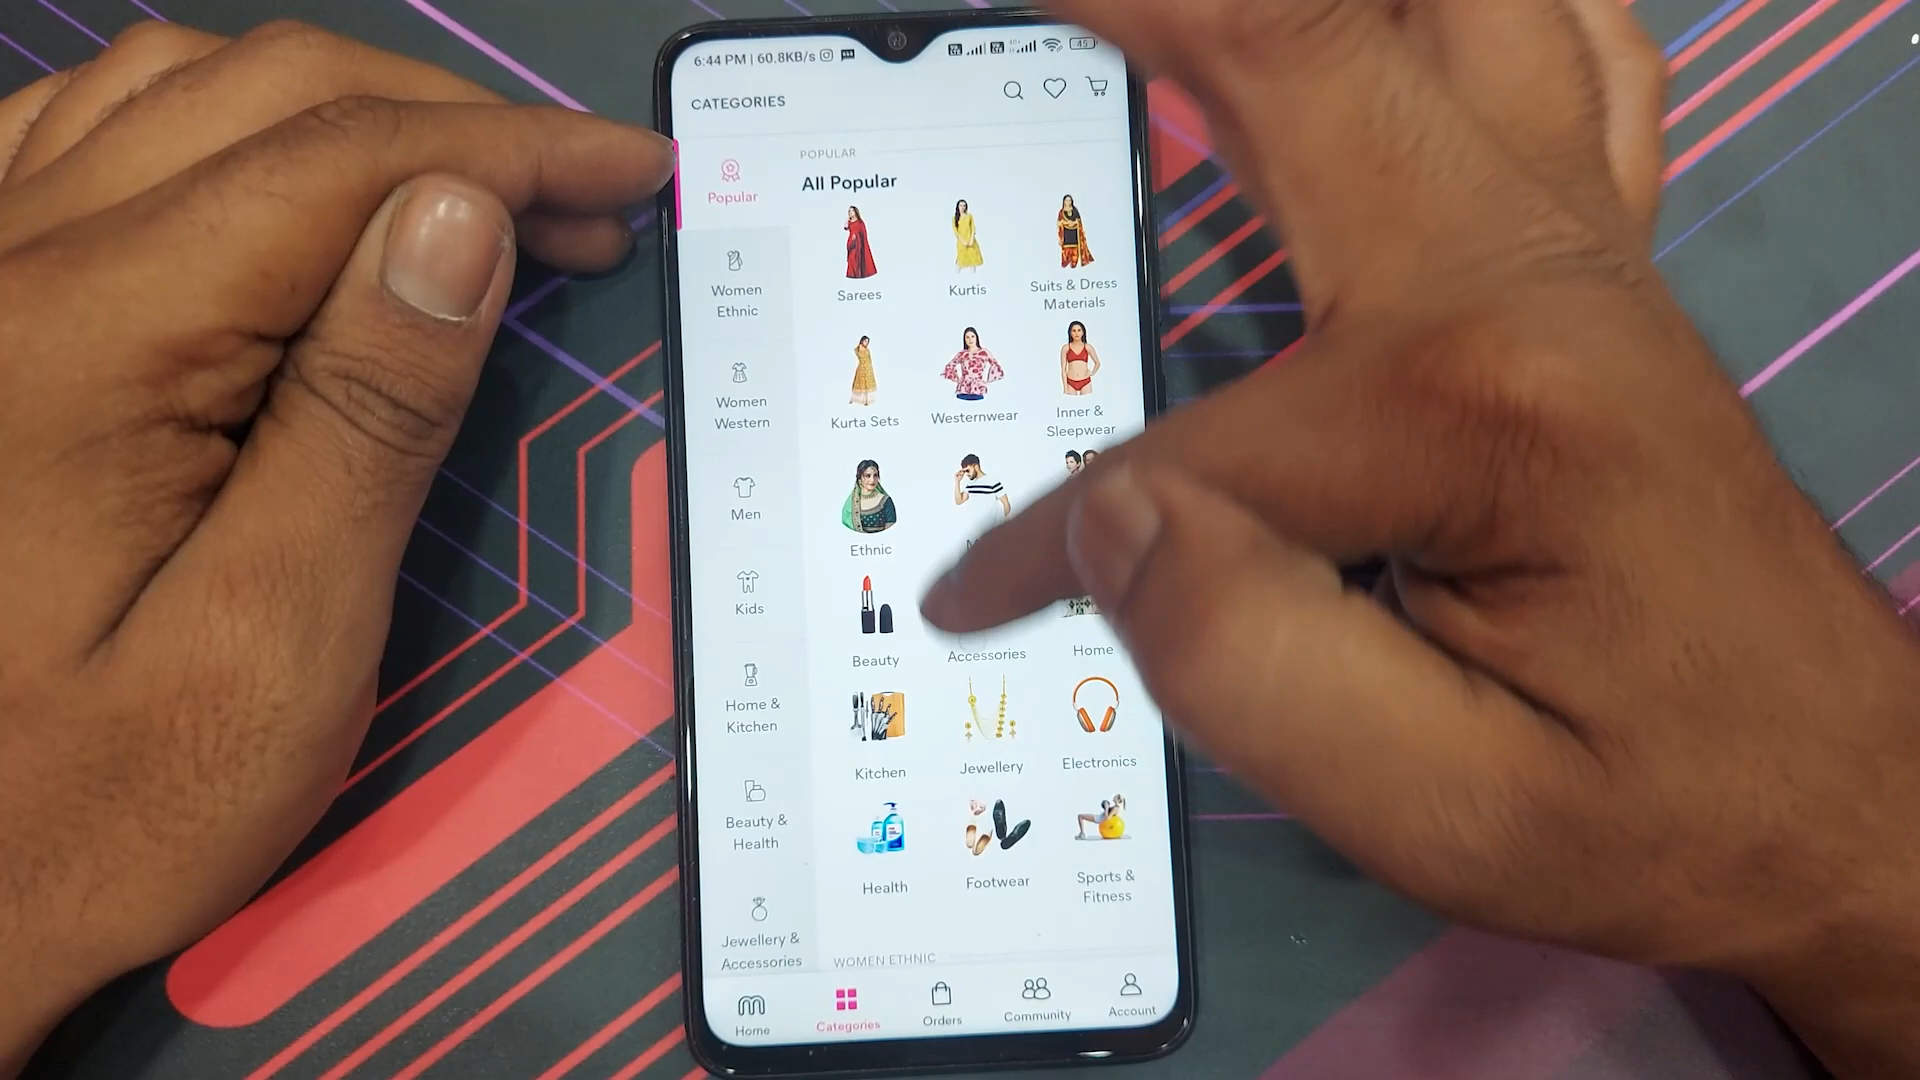 6:44 PM | 60.8KB/s
45
CATEGORIES
Popular
Women
Ethnic
Women
Western
Men
Kids
Home &
Kitchen
Beauty &
Health
Jewellery &
Accessories
POPULAR
All Popular
Sarees
Kurtis
Suits & Dress
Materials
Kurta Sets
Westernwear
Inner &
Sleepwear
Ethnic
Beauty
Accessories
Home
Kitchen
Jewellery
Electronics
Health
Footwear
Sports &
Fitness
WOMEN ETHNIC
Home
Categories
Orders
Community
Account